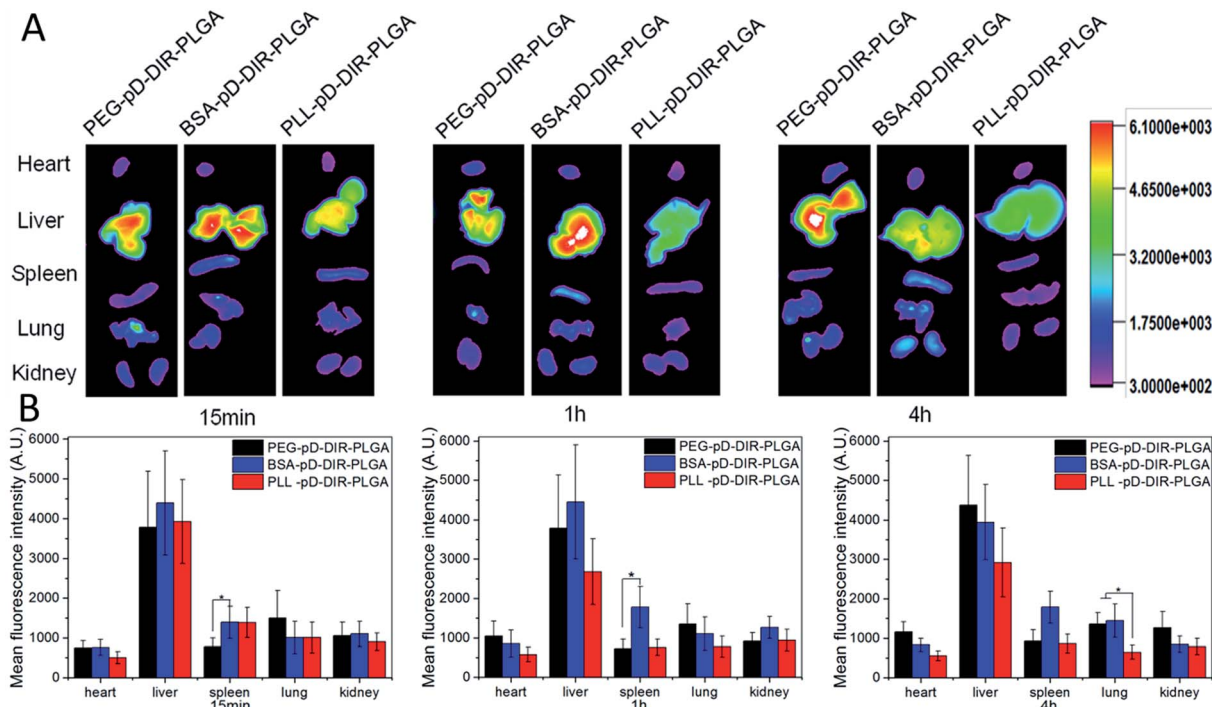 A
PEG-pD-DIR-PLGA
BSA-pD-DIR-PLGA
PLL-pD-DIR-PLGA
PEG-pD-DIR-PLGA
BSA-pD-DIR-PLGA
PLL-pD-DIR-PLGA
PEG-pD-DIR-PLGA
BSA-pD-DIR-PLGA
PLL-pD-DIR-PLGA
Heart
Liver
Spleen
Lung
Kidney
6.1000e+003
4.6500e+003
3.2000e+003
1.7500e+003
3.0000e+002
15min
1h
4h
B
Mean fluorescence intensity (A.U.)
6000
5000
4000
3000
2000
1000
0
PEG-pD-DIR-PLGA
BSA-pD-DIR-PLGA
PLL -pD-DIR-PLGA
*
heart liver spleen lung kidney
15min
Mean fluorescence intensity (A.U.)
6000
5000
4000
3000
2000
1000
0
PEG-pD-DIR-PLGA
BSA-pD-DIR-PLGA
PLL -pD-DIR-PLGA
*
heart liver spleen lung kidney
1h
Mean fluorescence intensity (A.U.)
6000
5000
4000
3000
2000
1000
0
PEG-pD-DIR-PLGA
BSA-pD-DIR-PLGA
PLL -pD-DIR-PLGA
*
heart liver spleen lung kidney
4h